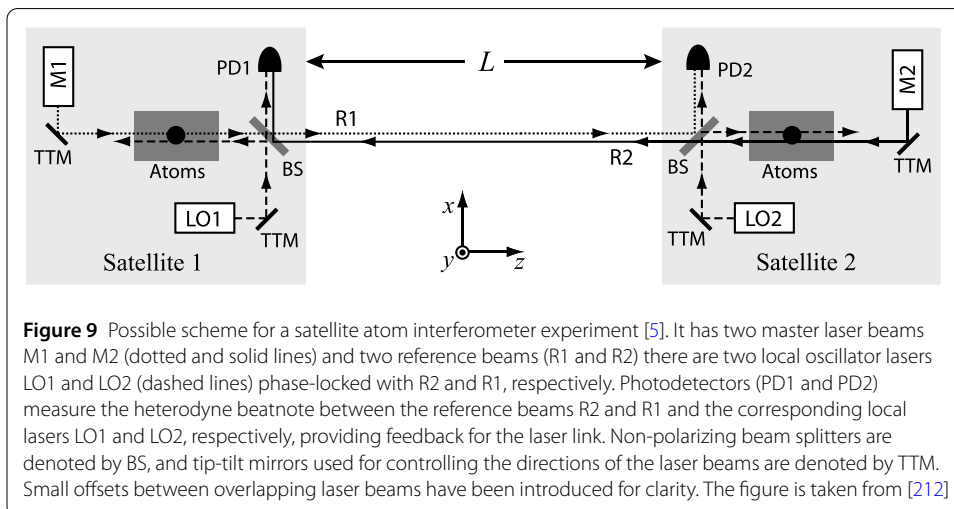 M1
PD1
L
PD2
M2
R1
TTM
Atoms
BS
R2
BS
Atoms
TTM
LO1
TTM
x
y
z
TTM
LO2
Satellite 1
Satellite 2
Figure 9 Possible scheme for a satellite atom interferometer experiment [5]. It has two master laser beams
M1 and M2 (dotted and solid lines) and two reference beams (R1 and R2) there are two local oscillator lasers
LO1 and LO2 (dashed lines) phase-locked with R2 and R1, respectively. Photodetectors (PD1 and PD2)
measure the heterodyne beatnote between the reference beams R2 and R1 and the corresponding local
lasers LO1 and LO2, respectively, providing feedback for the laser link. Non-polarizing beam splitters are
denoted by BS, and tip-tilt mirrors used for controlling the directions of the laser beams are denoted by TTM.
Small offsets between overlapping laser beams have been introduced for clarity. The figure is taken from [212]